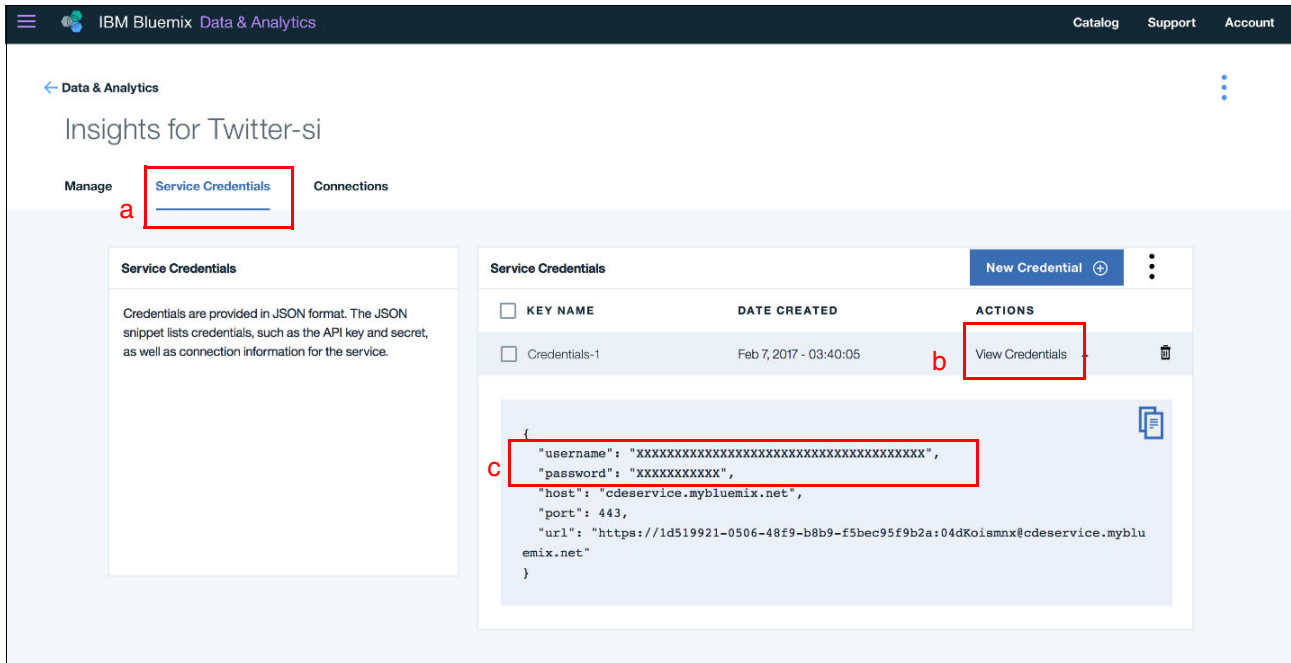 IBM Bluemix Data & Analytics
Catalog Support Account
Data & Analytics
Insights for Twitter-si
Manage Service Credentials Connections
a
Service Credentials
Credentials are provided in JSON format. The JSON
snippet lists credentials, such as the API key and secret,
as well as connection information for the service.
Service Credentials New Credential
KEY NAME DATE CREATED ACTIONS
Credentials-1 Feb 7, 2017 - 03:40:05 View Credentials
b
{
"username": "XXXXXXXXXXXXXXXXXXXXXXXXXXXXXXXXXXXXXX",
c
"password": "XXXXXXXXXXX",
"host": "cdeservice.mybluemix.net",
"port": 443,
"url": "https://1d519921-0506-48f9-b8b9-f5bec95f9b2a:04dKoismnx@cdeservice.myblu
emix.net"
}